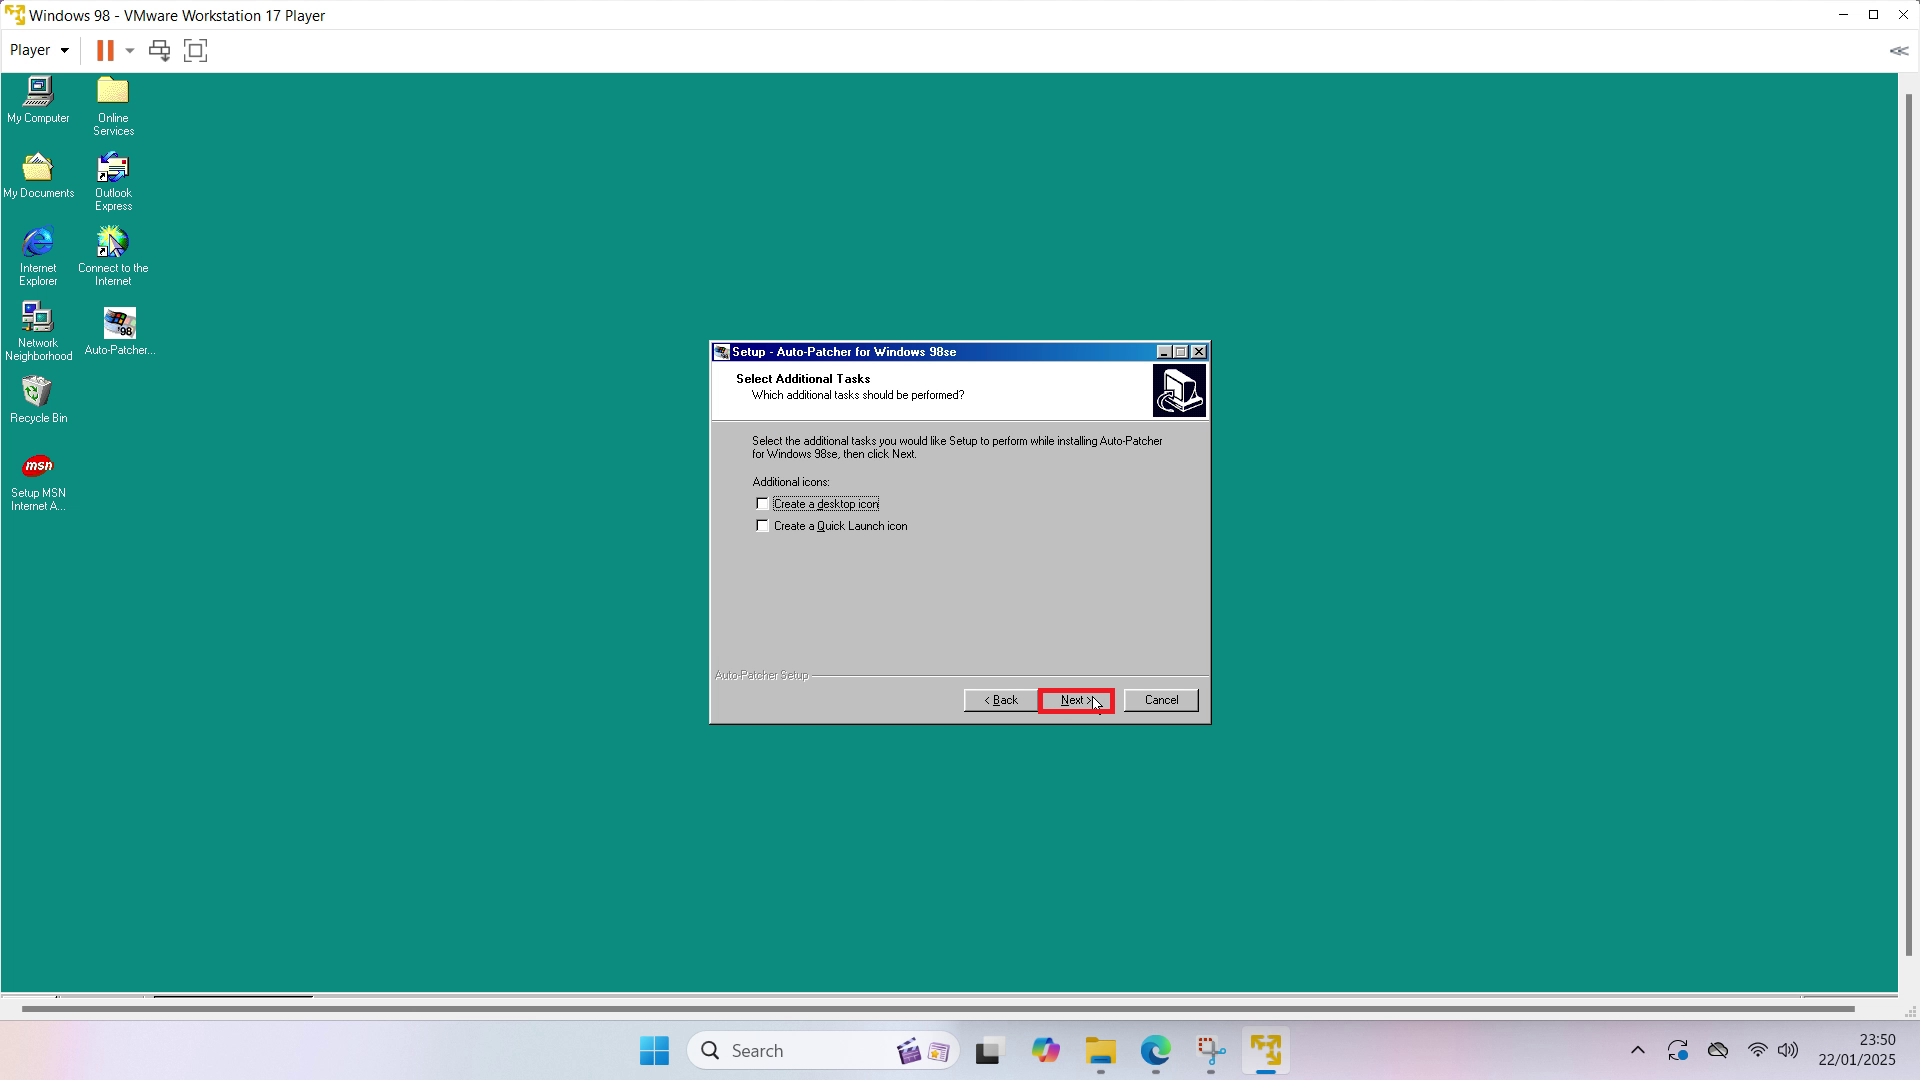 Windows 98 - VMware Workstation 17 Player
Player
My Computer
Online
Services
My Documents
Outlook
Express
Internet
Explorer
Connect to the
Internet
Network
Neighborhood
'98
Auto-Patcher...
Recycle Bin
msn
Setup MSN
Internet A...
Setup - Auto-Patcher for Windows 98se
Select Additional Tasks
Which additional tasks should be performed?
Select the additional tasks you would like Setup to perform while installing Auto-Patcher
for Windows 98se, then click Next.
Additional icons:
Create a desktop icon
Create a Quick Launch icon
Auto-Patcher Setup
< Back
Next >
Cancel
Search
23:50
22/01/2025